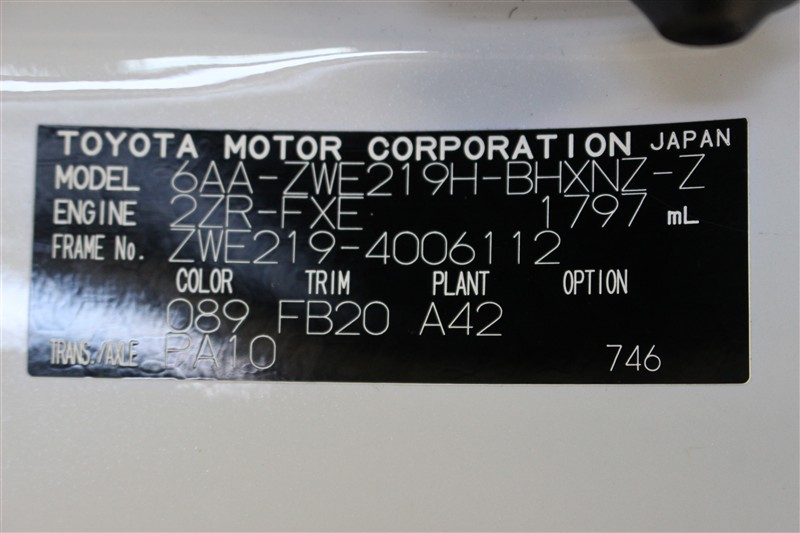 TOYOTA MOTOR CORPORATION JAPAN
MODEL 6AA-ZWE219H-BHXNZ-Z
ENGINE 2ZR-FXE 1797 mL
FRAME No. ZWE219-4006112
COLOR TRIM PLANT OPTION
089 FB20 A42
TRANS./AXLE PA10 746